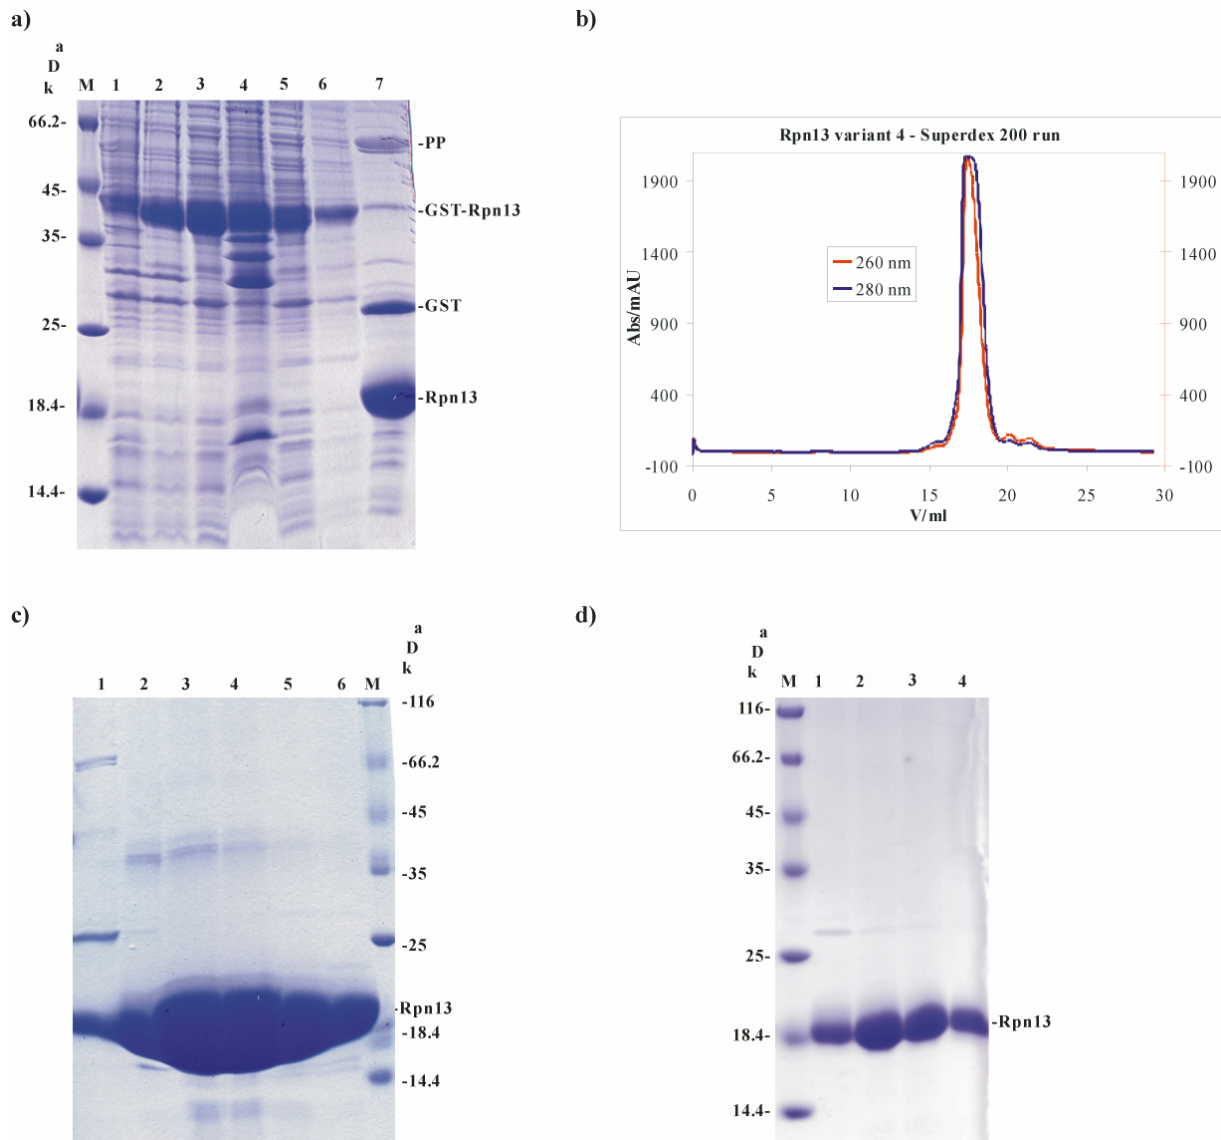 a)
a
D
k
M 1 2 3 4 5 6 7
66.2-
45-
35-
25-
18.4-
14.4-
-PP
-GST-Rpn13
-GST
-Rpn13
b)
Rpn13 variant 4 - Superdex 200 run
Abs/mAU
1900
1400
900
400
-100
260 nm
280 nm
1900
1400
900
400
-100
0 5 10 15 20 25 30
V/ml
c)
a
D
k
1 2 3 4 5 6 M
-116
-66.2
-45
-35
-25
-Rpn13
-18.4
-14.4
d)
a
D
k
M 1 2 3 4
116-
66.2-
45-
35-
25-
18.4-
14.4-
-Rpn13